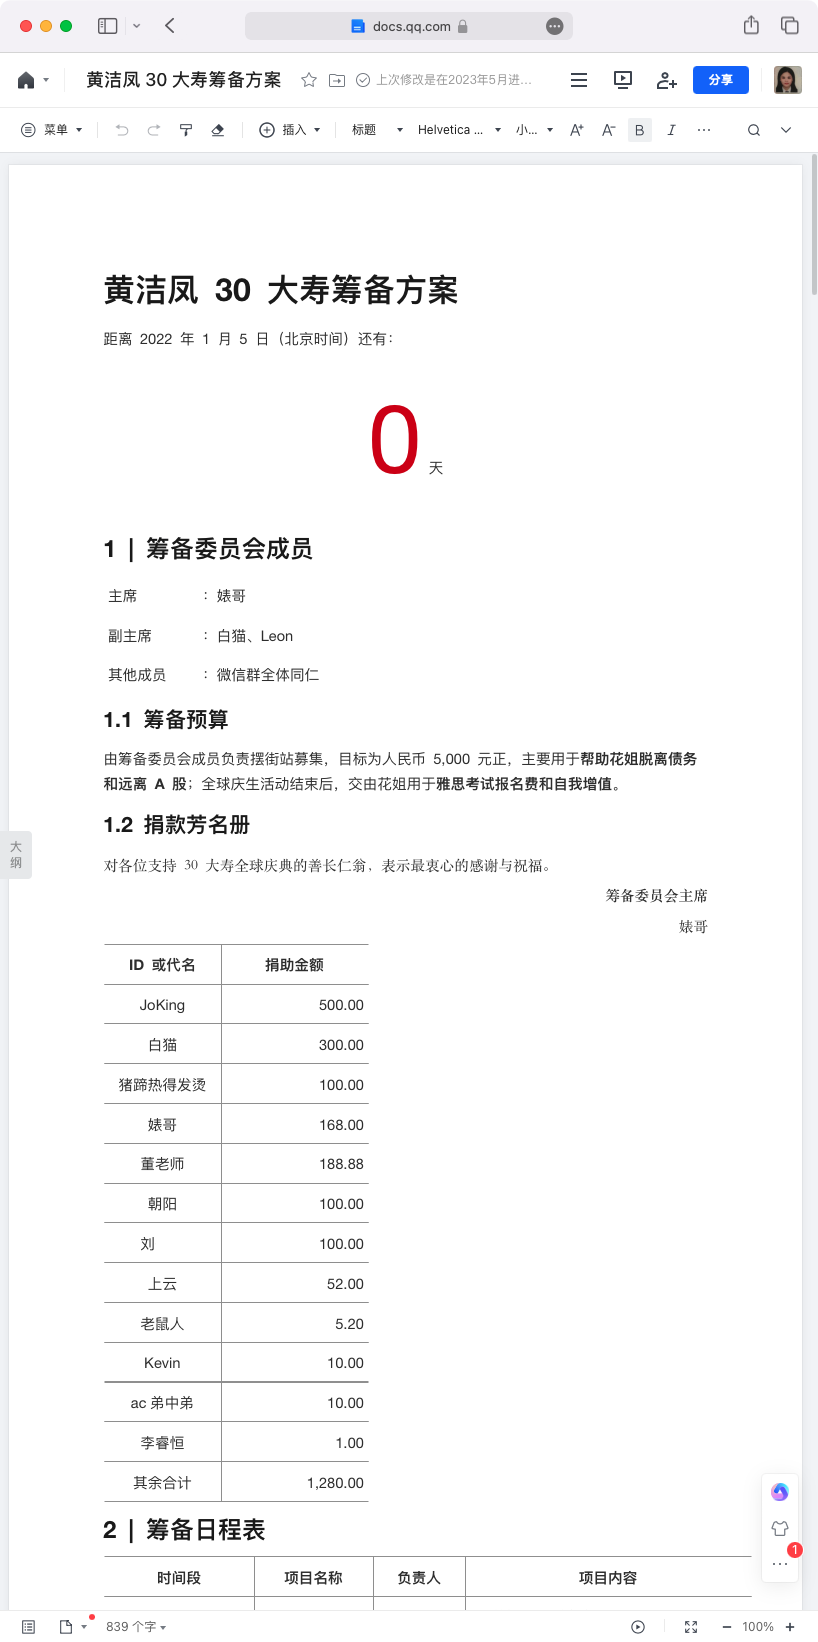 docs.qq.com
黄洁凤 30 大寿筹备方案
上次修改是在2023年5月进...
分享
菜单
插入
标题
Helvetica ...
小...
A+
A-
B
I
黄洁凤 30 大寿筹备方案
距离 2022 年 1 月 5 日（北京时间）还有：
0 天
1 | 筹备委员会成员
主席 ：婊哥
副主席 ：白猫、Leon
其他成员 ：微信群全体同仁
1.1 筹备预算
由筹备委员会成员负责摆街站募集，目标为人民币 5,000 元正，主要用于帮助花姐脱离债务
和远离 A 股；全球庆生活动结束后，交由花姐用于雅思考试报名费和自我增值。
1.2 捐款芳名册
大纲
对各位支持 30 大寿全球庆典的善长仁翁，表示最衷心的感谢与祝福。
筹备委员会主席
婊哥
ID 或代名 捐助金额
JoKing 500.00
白猫 300.00
猪蹄热得发烫 100.00
婊哥 168.00
董老师 188.88
朝阳 100.00
刘 100.00
上云 52.00
老鼠人 5.20
Kevin 10.00
ac 弟中弟 10.00
李睿恒 1.00
其余合计 1,280.00
2 | 筹备日程表
1
时间段 项目名称 负责人 项目内容
839 个字
100%